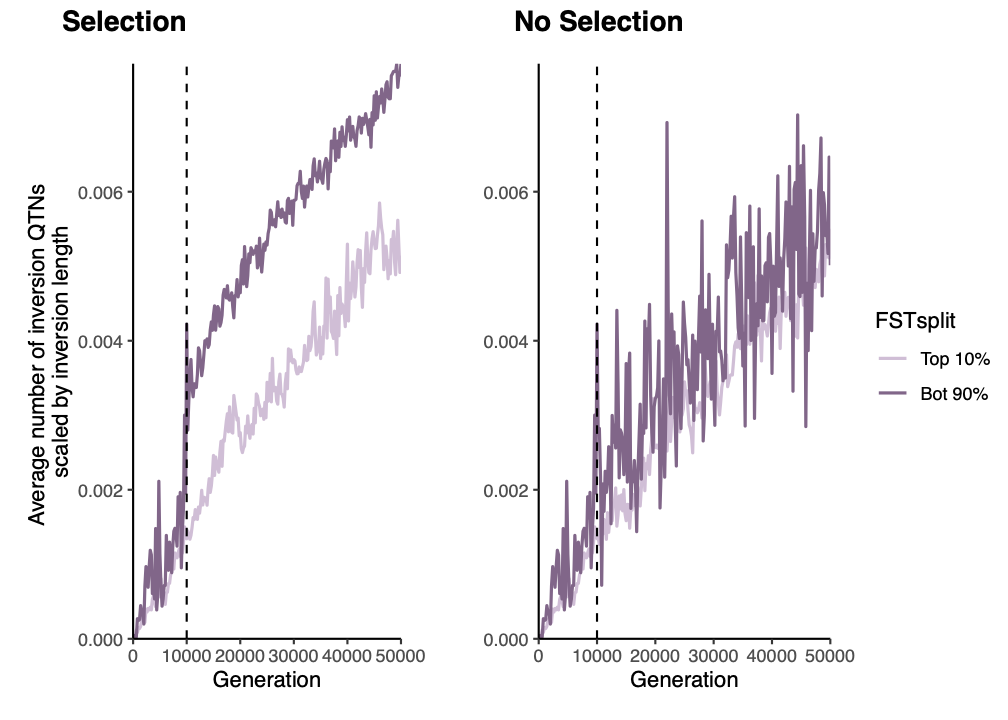 Selection
No Selection
Average number of inversion QTNs
scaled by inversion length
0.006
0.004
0.002
0.000
0 10000 20000 30000 40000 50000
Generation
0.006
0.004
0.002
0.000
0 10000 20000 30000 40000 50000
Generation
FSTsplit
Top 10%
Bot 90%